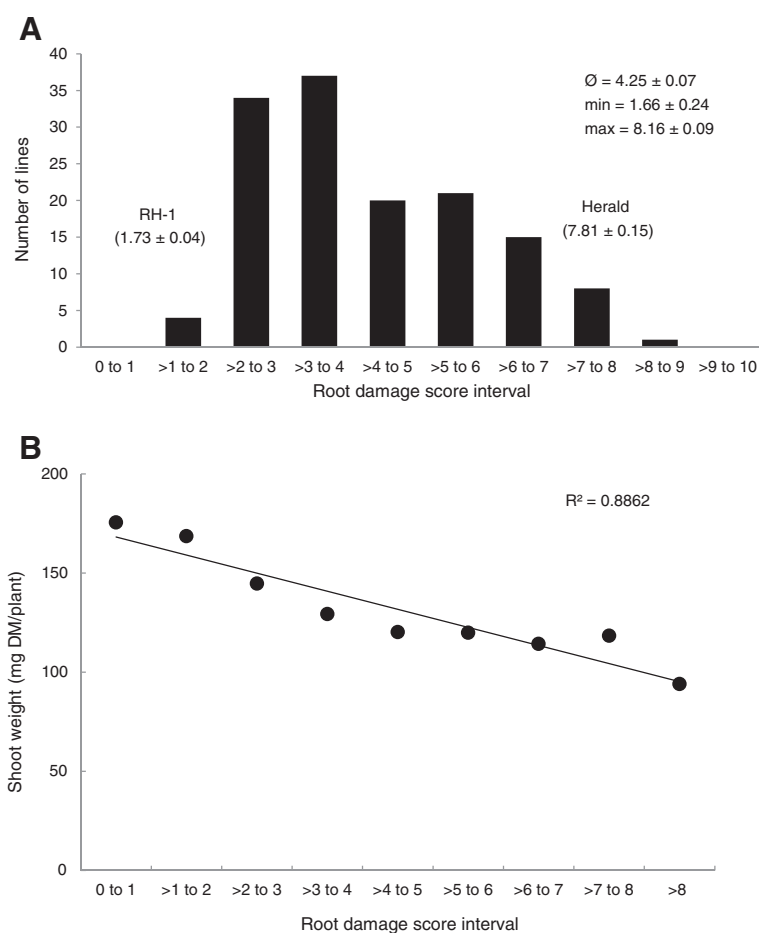 A
40
35
30
25
20
15
10
5
0
Number of lines
Ø = 4.25 ± 0.07
min = 1.66 ± 0.24
max = 8.16 ± 0.09
RH-1
(1.73 ± 0.04)
Herald
(7.81 ± 0.15)
0 to 1 >1 to 2 >2 to 3 >3 to 4 >4 to 5 >5 to 6 >6 to 7 >7 to 8 >8 to 9 >9 to 10
Root damage score interval
B
200
150
100
50
0
Shoot weight (mg DM/plant)
R² = 0.8862
0 to 1 >1 to 2 >2 to 3 >3 to 4 >4 to 5 >5 to 6 >6 to 7 >7 to 8 >8
Root damage score interval